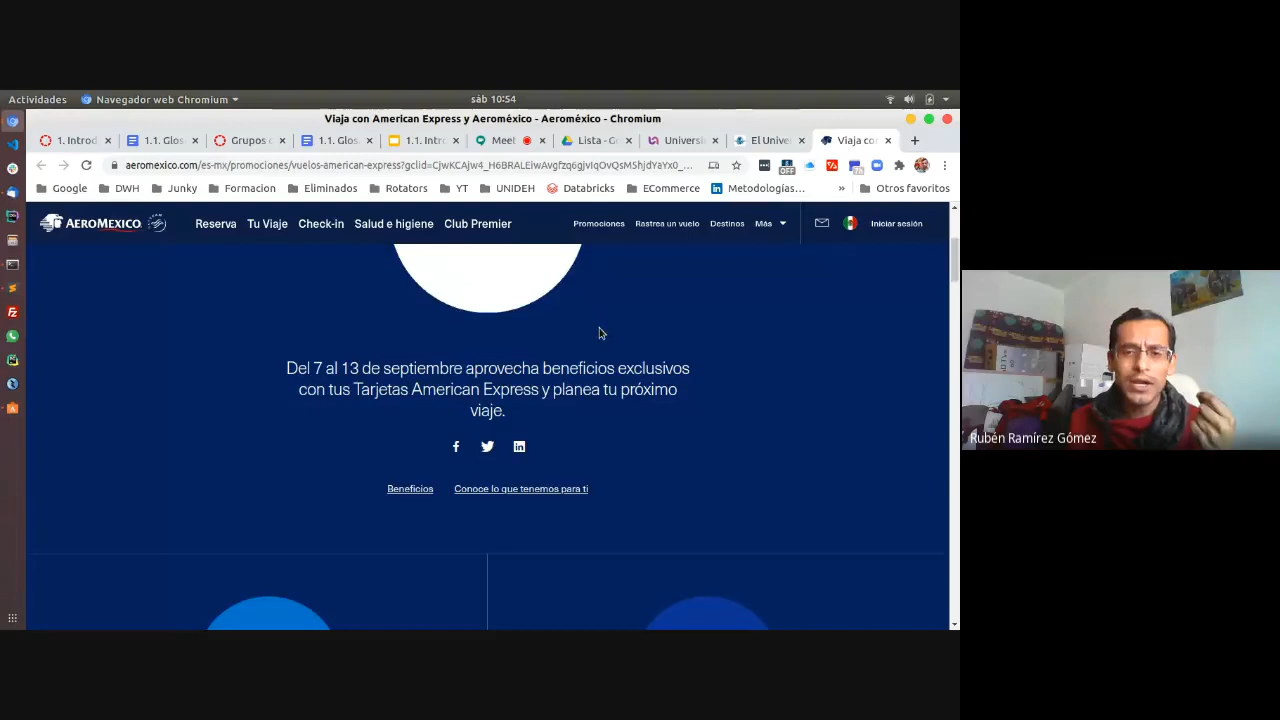 Actividades
Navegador web Chromium
sáb 10:54
Viaja con American Express y Aeroméxico - Aeroméxico - Chromium
1. Introd
1.1. Glos
Grupos d
1.1. Glos.
1.1. Intro
Meet
Lista - Go
Universi
El Unive
Viaja co
aeromexico.com/es-mx/promociones/vuelos-american-express?gclid=
Google
DWH
Junky
Formacion
Eliminados
Rotators
YT
UNIDEH
Databricks
ECommerce
Metodologías...
»
Otros favoritos
AEROMEXICO
Reserva
Tu Viaje
Check-in
Salud e higiene
Club Premier
Promociones
Rastrea un vuelo
Destinos
Más
Iniciar sesión
Del 7 al 13 de septiembre aprovecha beneficios exclusivos
con tus Tarjetas American Express y planea tu próximo
viaje.
Beneficios
Conoce lo que tenemos para ti
Rubén Ramírez Gómez